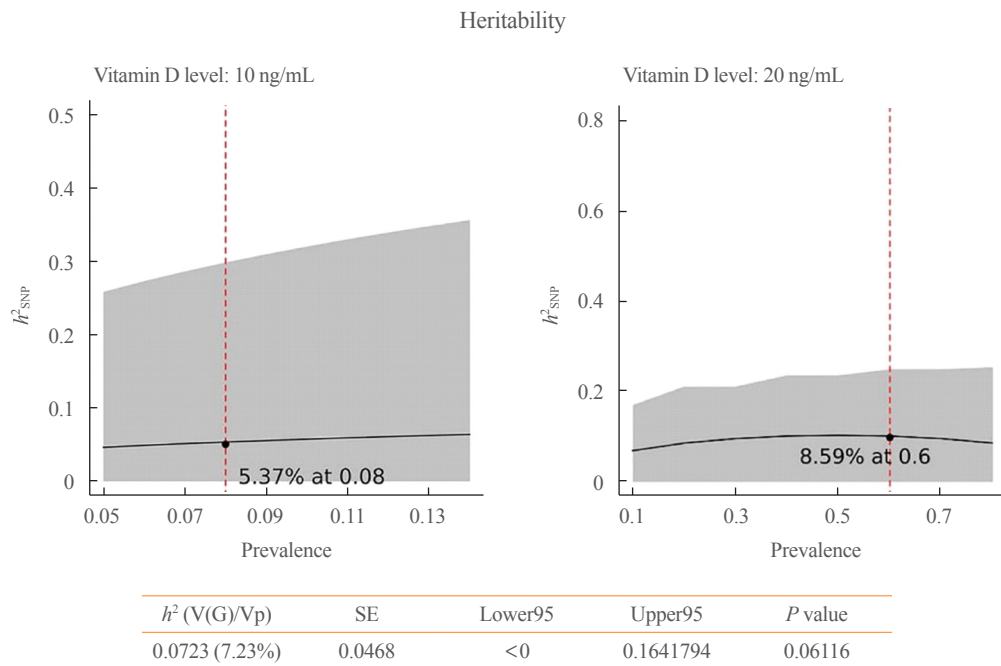 Heritability
Vitamin D level: 10 ng/mL
0.5
0.4
0.3
0.2
0.1
0
h²SNP
5.37% at 0.08
0.05 0.07 0.09 0.11 0.13
Prevalence
Vitamin D level: 20 ng/mL
0.8
0.6
0.4
0.2
0
h²SNP
8.59% at 0.6
0.1 0.3 0.5 0.7
Prevalence
h² (V(G)/Vp) SE Lower95 Upper95 P value
0.0723 (7.23%) 0.0468 <0 0.1641794 0.06116